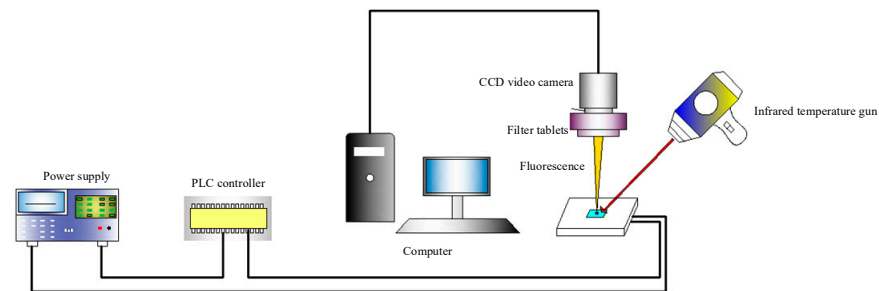 CCD video camera
Infrared temperature gun
Filter tablets
Fluorescence
Power supply
PLC controller
Computer